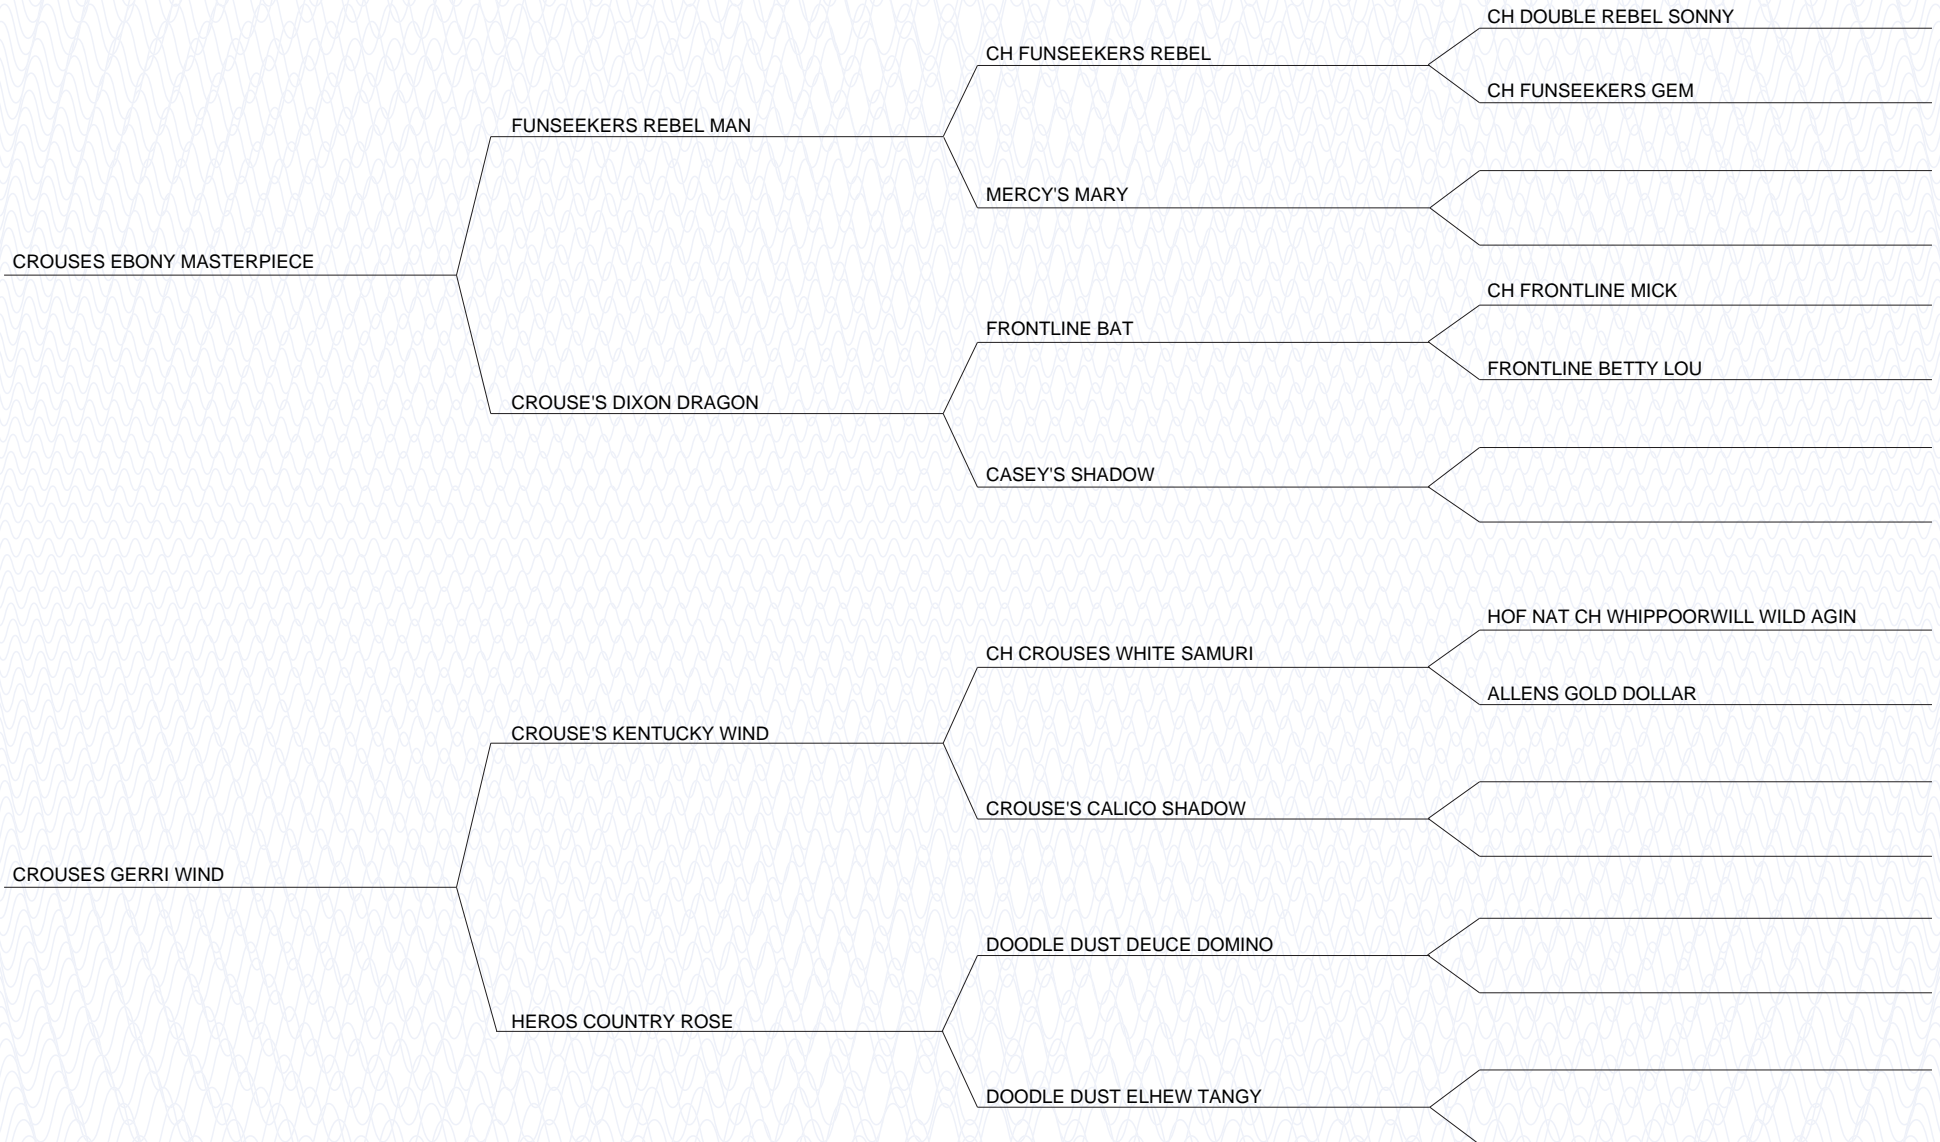 CH DOUBLE REBEL SONNY
CH FUNSEEKERS REBEL
CH FUNSEEKERS GEM
FUNSEEKERS REBEL MAN
MERCY'S MARY
CROUSES EBONY MASTERPIECE
CH FRONTLINE MICK
FRONTLINE BAT
FRONTLINE BETTY LOU
CROUSE'S DIXON DRAGON
CASEY'S SHADOW
HOF NAT CH WHIPPOORWILL WILD AGIN
CH CROUSES WHITE SAMURI
ALLENS GOLD DOLLAR
CROUSE'S KENTUCKY WIND
CROUSE'S CALICO SHADOW
CROUSES GERRI WIND
DOODLE DUST DEUCE DOMINO
HEROS COUNTRY ROSE
DOODLE DUST ELHEW TANGY